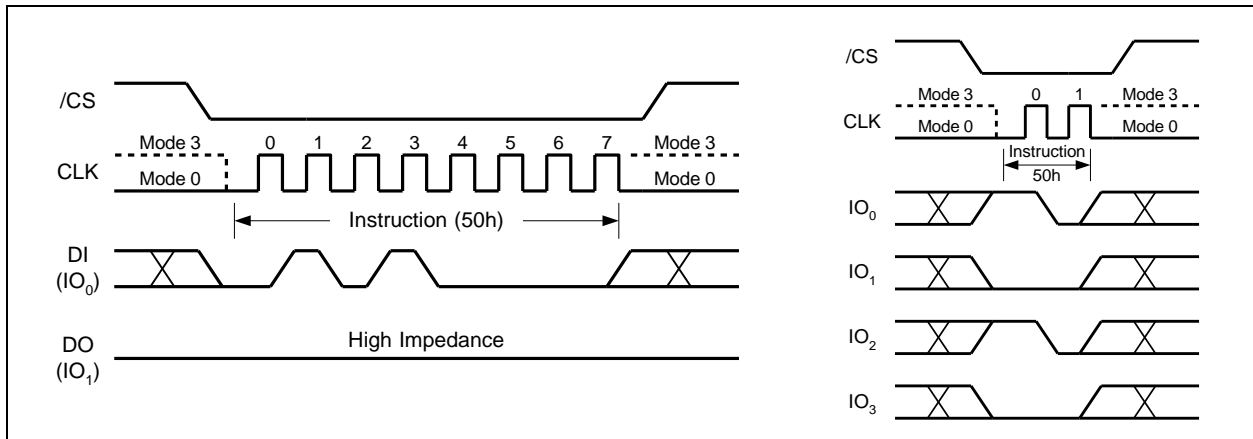 /CS
Mode 3 0 1 2 3 4 5 6 7 Mode 3
CLK
Mode 0 Mode 0
Instruction (50h)
DI
(IO0)
High Impedance
DO
(IO1)
/CS
Mode 3 0 1 Mode 3
CLK
Mode 0 Mode 0
Instruction
50h
IO0
IO1
IO2
IO3